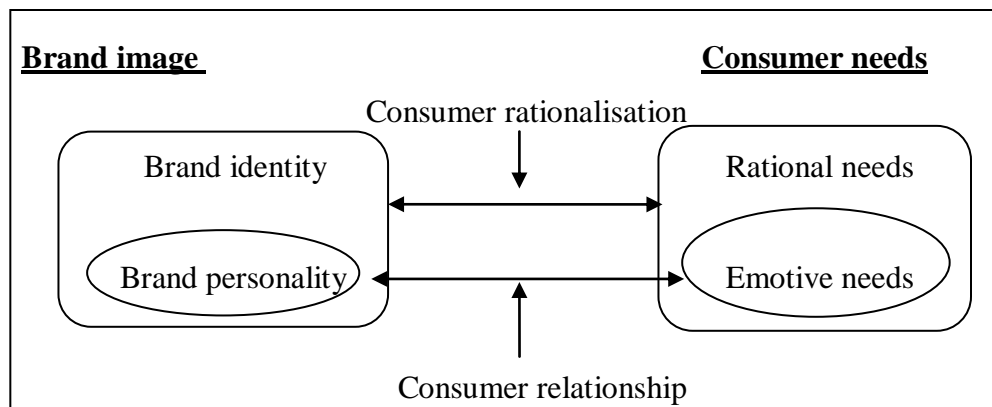 Brand image
Consumer needs
Consumer rationalisation
Brand identity
Rational needs
Brand personality
Emotive needs
Consumer relationship